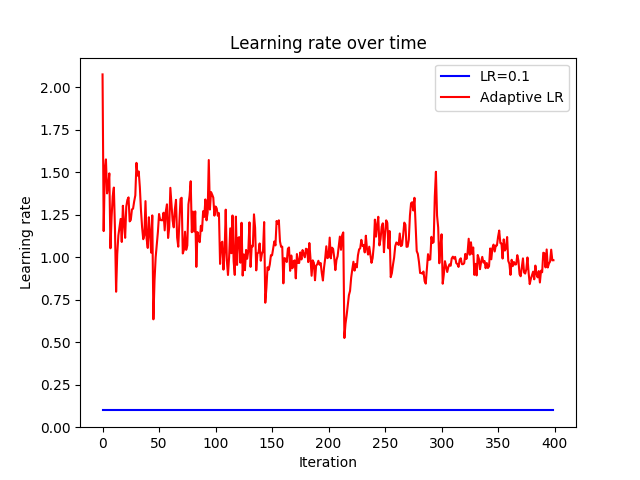 Learning rate over time
LR=0.1
Adaptive LR
Learning rate
2.00
1.75
1.50
1.25
1.00
0.75
0.50
0.25
0.00
0 50 100 150 200 250 300 350 400
Iteration